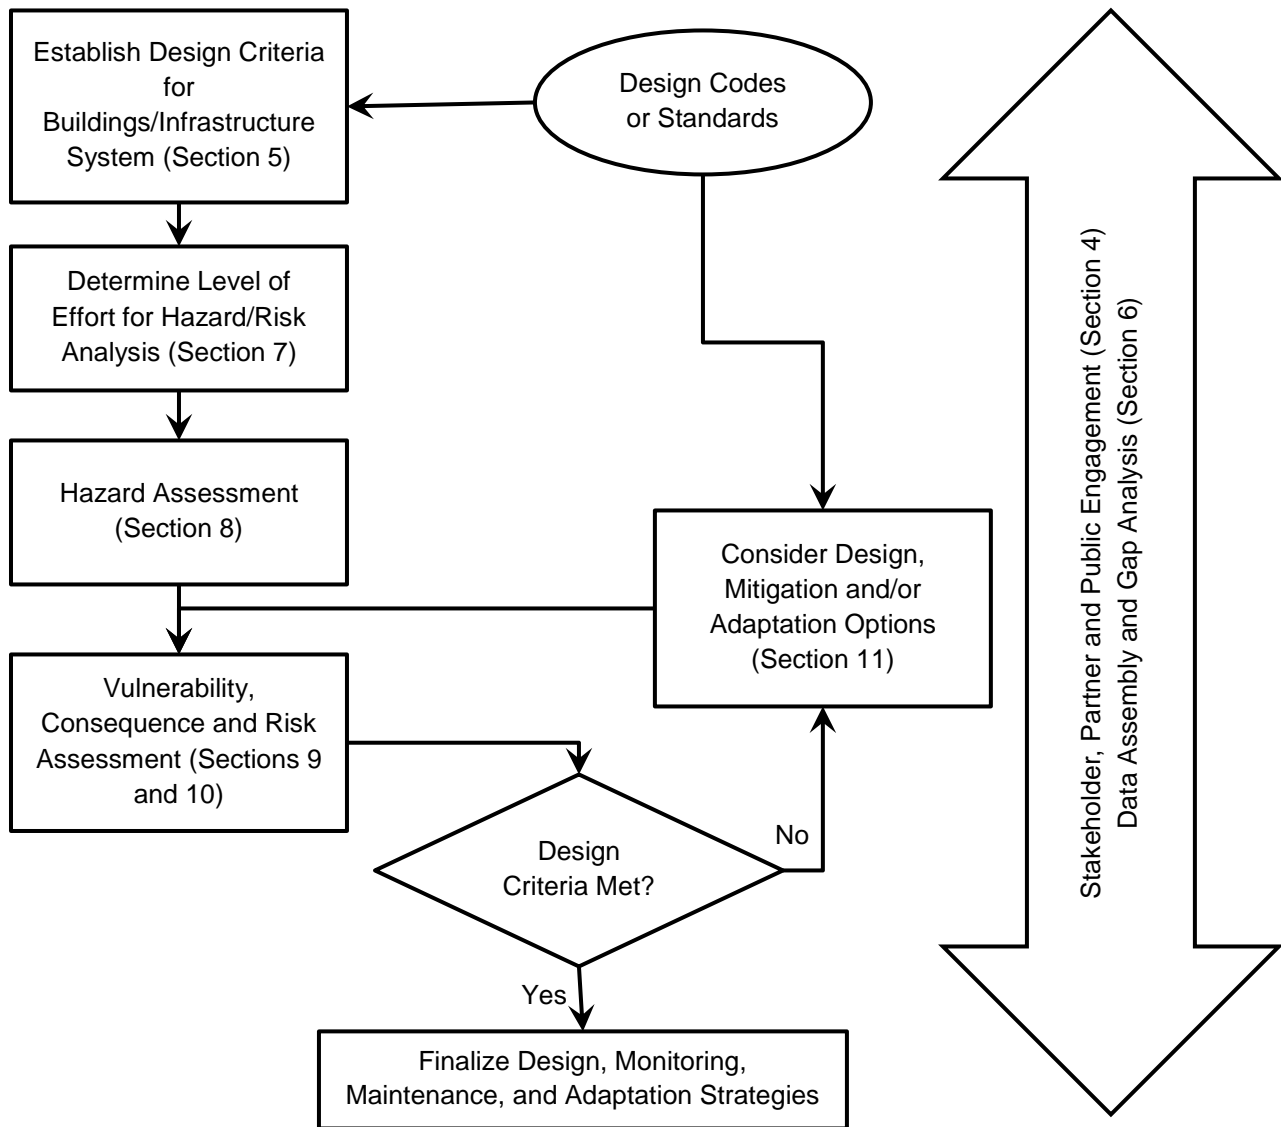 Establish Design Criteria
for
Buildings/Infrastructure
System (Section 5)
Design Codes
or Standards
Determine Level of
Effort for Hazard/Risk
Analysis (Section 7)
Hazard Assessment
(Section 8)
Consider Design,
Mitigation and/or
Adaptation Options
(Section 11)
Vulnerability,
Consequence and Risk
Assessment (Sections 9
and 10)
Design
Criteria Met?
No
Yes
Finalize Design, Monitoring,
Maintenance, and Adaptation Strategies
Stakeholder, Partner and Public Engagement (Section 4)
Data Assembly and Gap Analysis (Section 6)